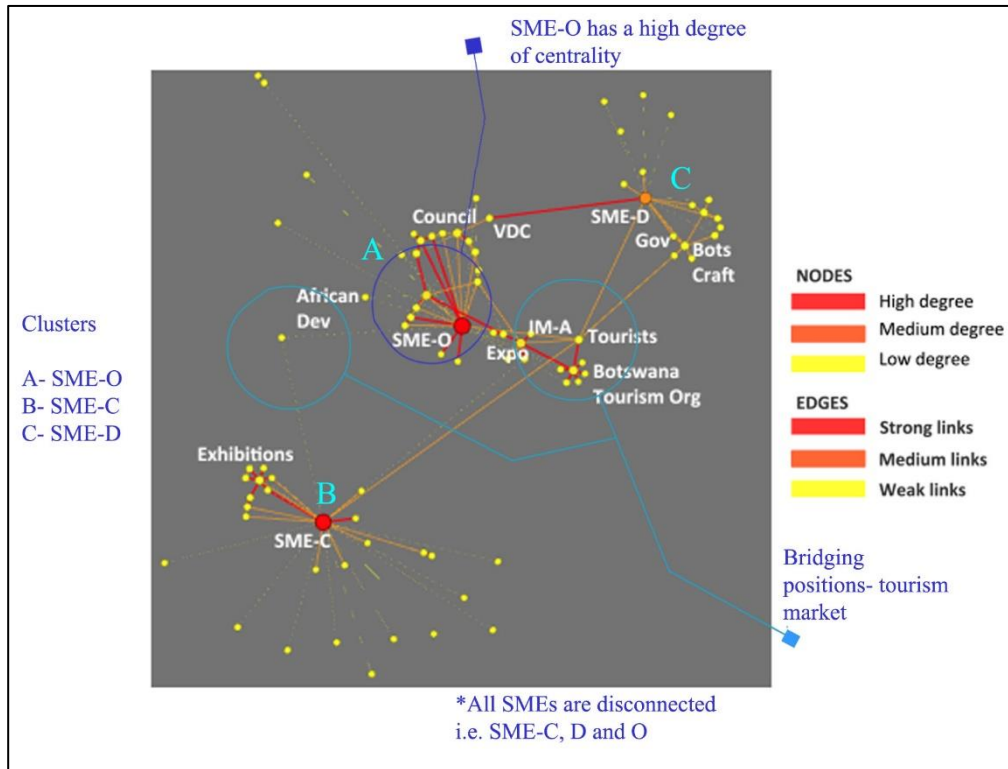 SME-O has a high degree
of centrality
C
SME-D
Council
VDC
Gov
Bots
Craft
A
African
Dev
SME-O
IM-A
Tourists
Expo
Botswana
Tourism Org
Clusters
A- SME-O
B- SME-C
C- SME-D
NODES
High degree
Medium degree
Low degree
EDGES
Strong links
Medium links
Weak links
Exhibitions
B
SME-C
Bridging
positions- tourism
market
*All SMEs are disconnected
i.e. SME-C, D and O